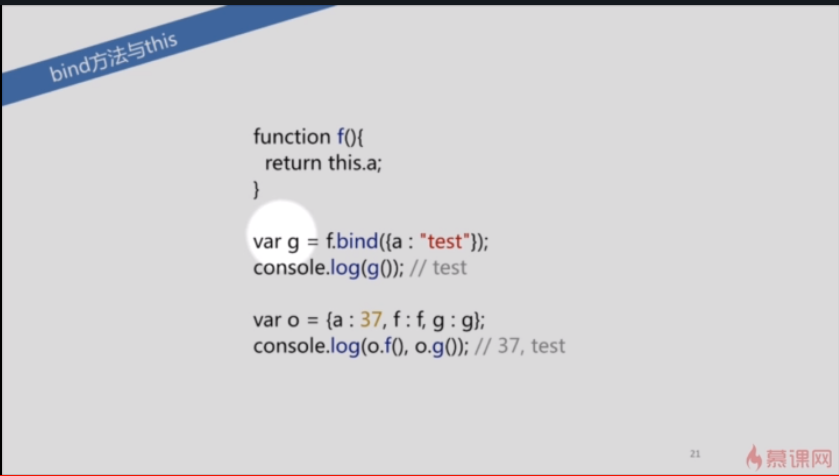 bind方法与this
function f(){
return this.a;
}
var g = f.bind({a : "test"});
console.log(g()); // test
var o = {a : 37, f : f, g : g};
console.log(o.f(), o.g()); // 37, test
21
慕课网